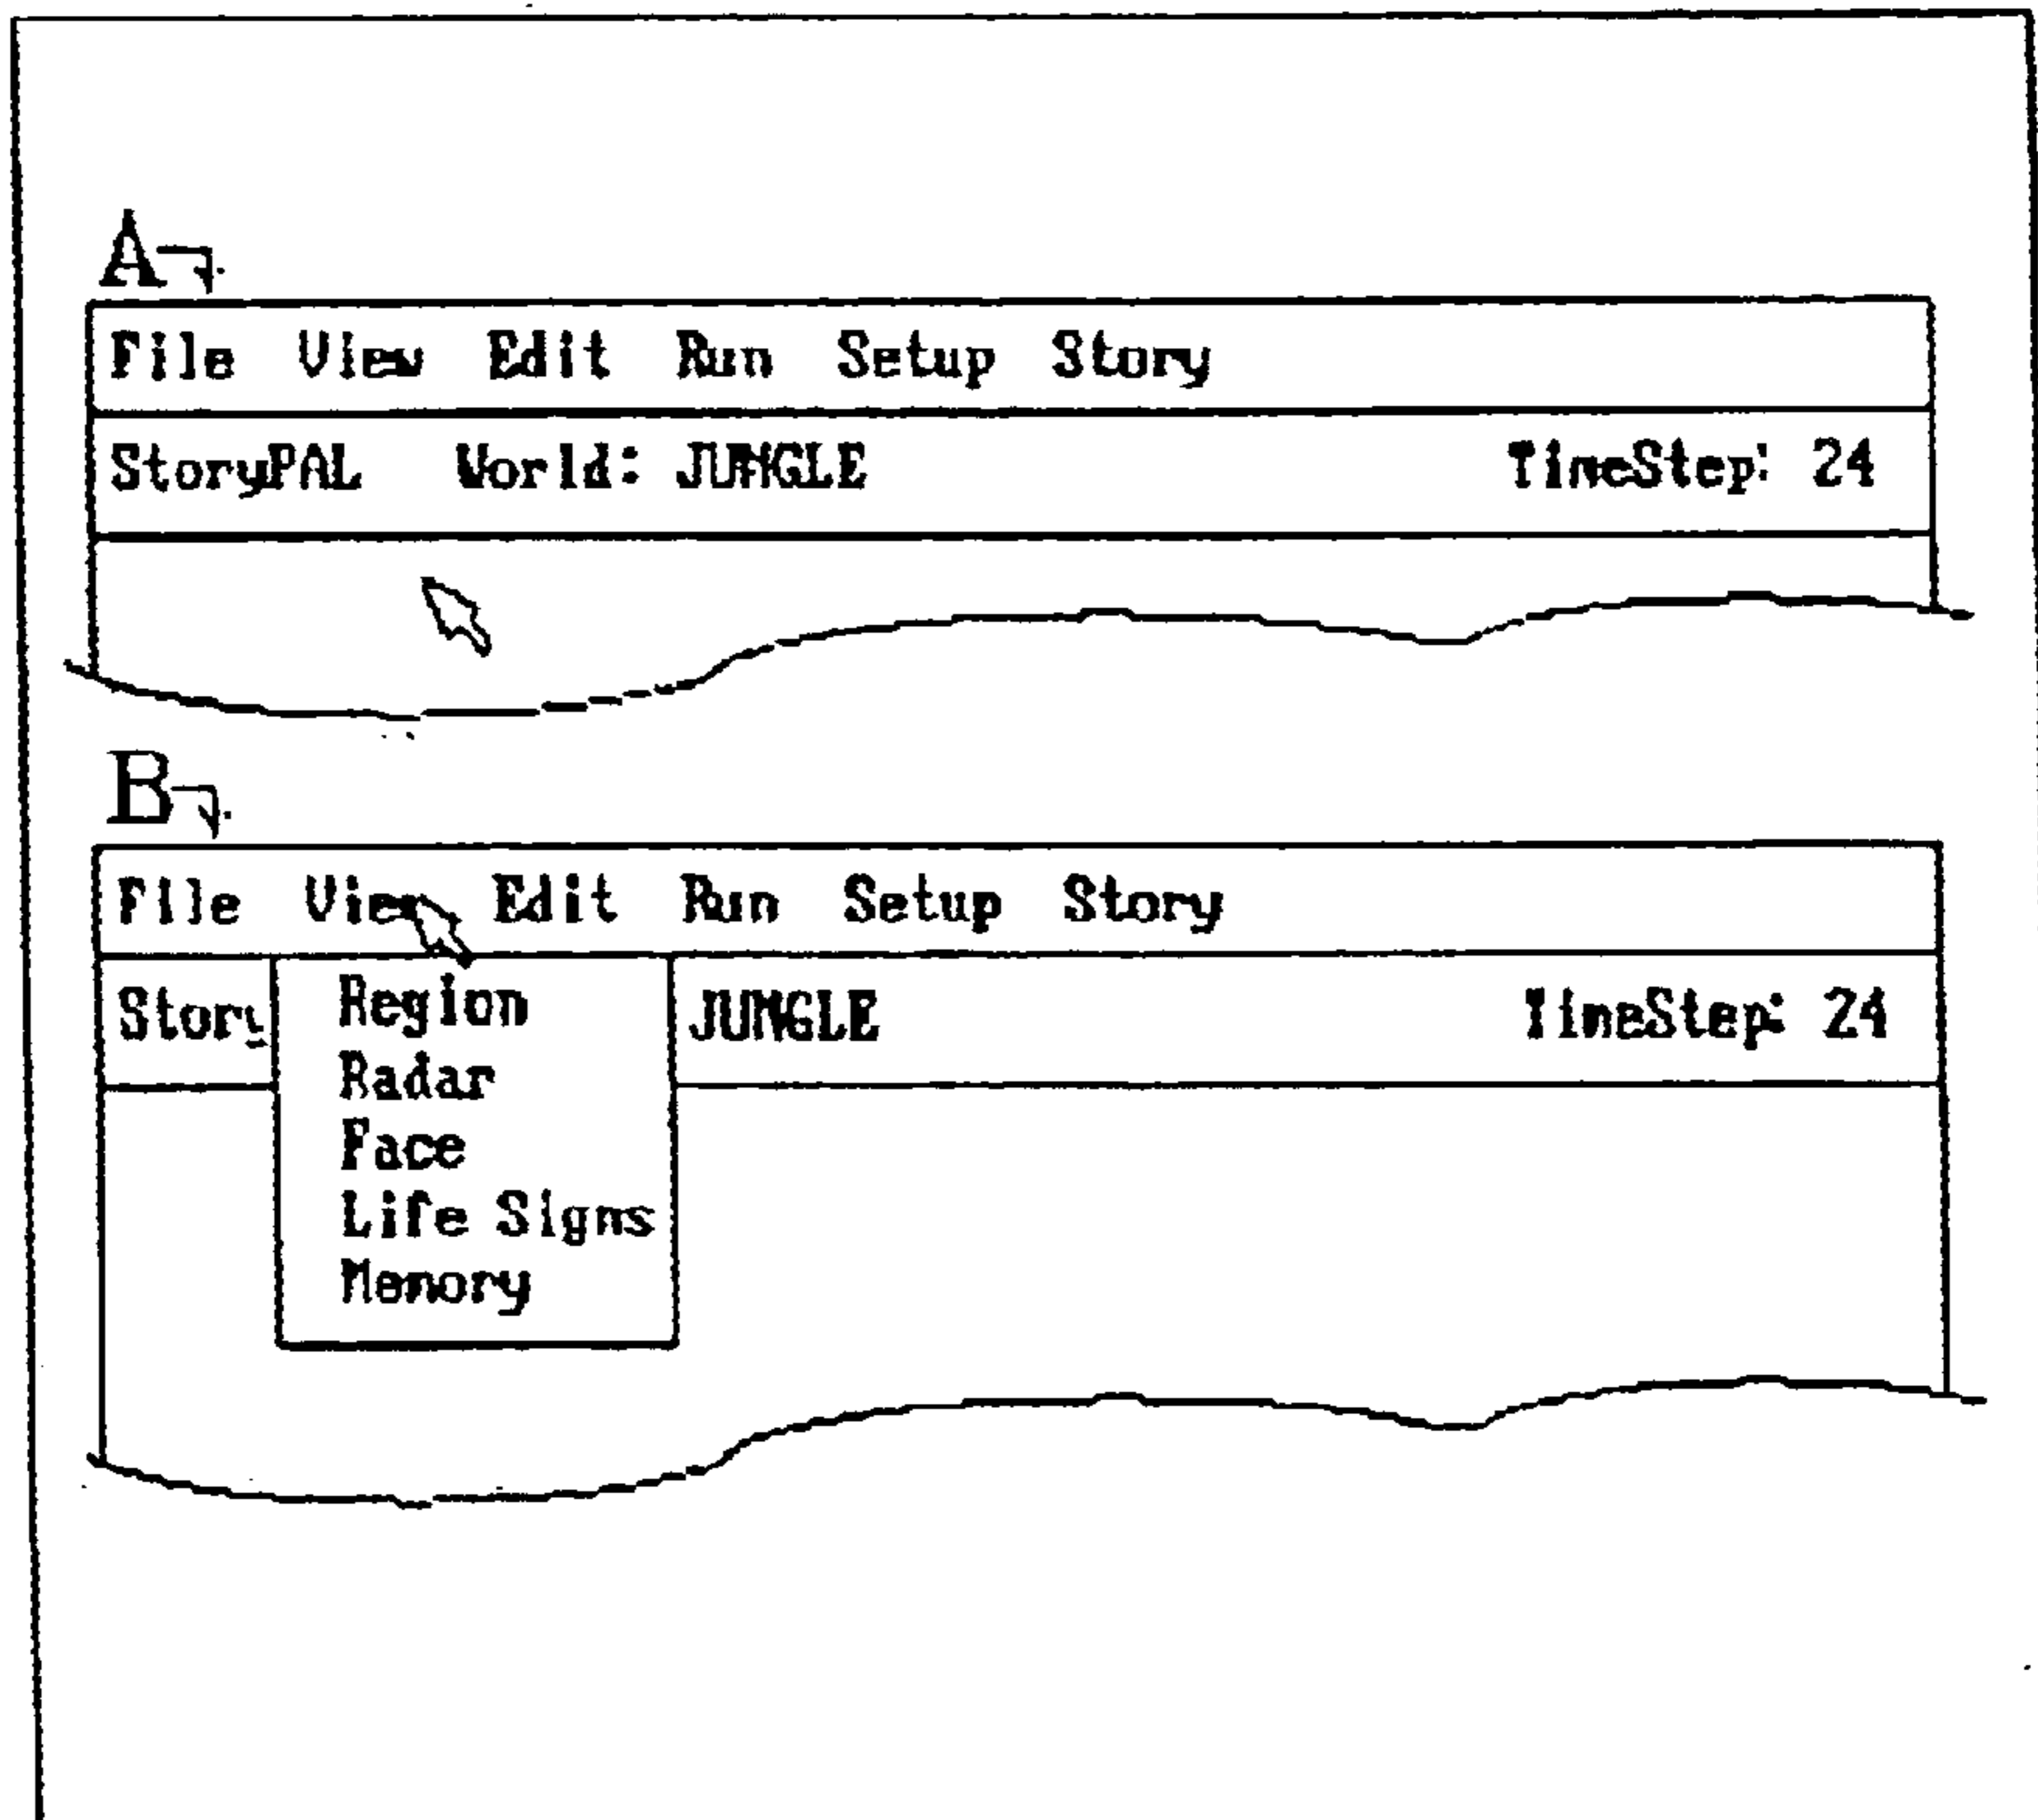 A
File View Edit Run Setup Story
StoryPAL World: JUNGLE TimeStep: 24
B
File View Edit Run Setup Story
Story JUNGLE TimeStep: 24
Region
Radar
Face
Life Signs
Memory